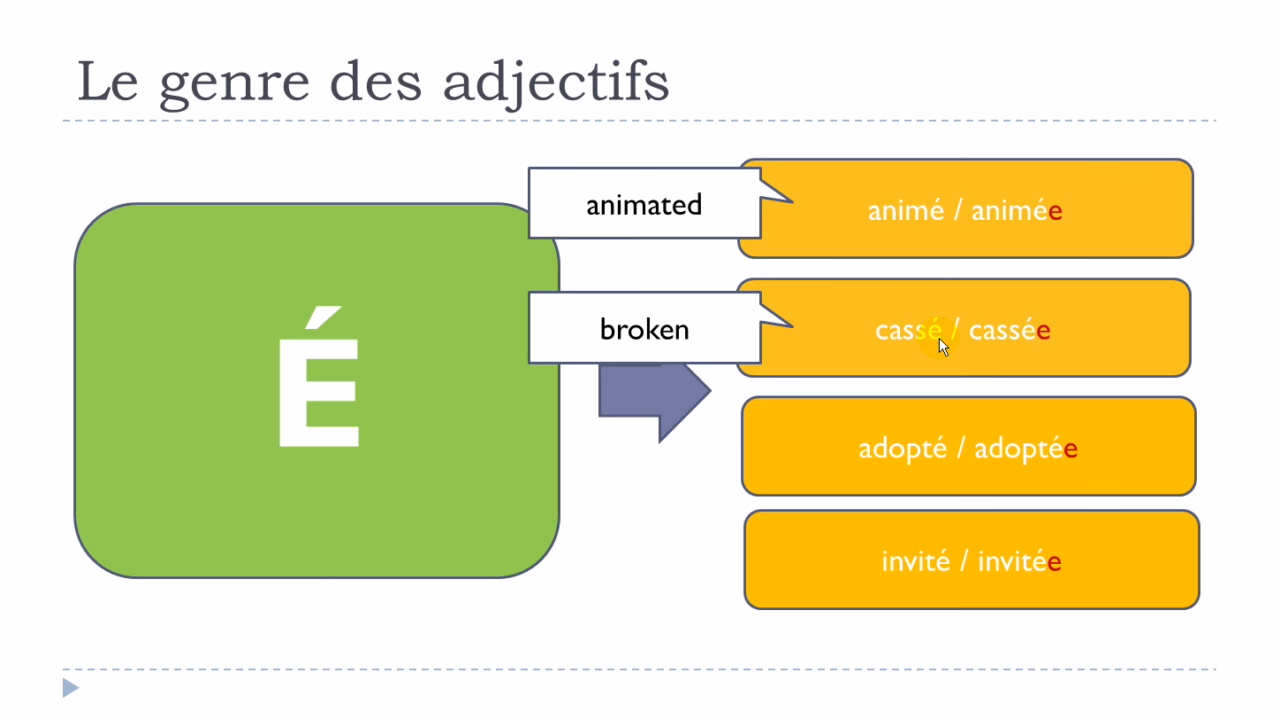 Le genre des adjectifs
É
animated
animé / animée
broken
cassé / cassée
adopté / adoptée
invité / invitée